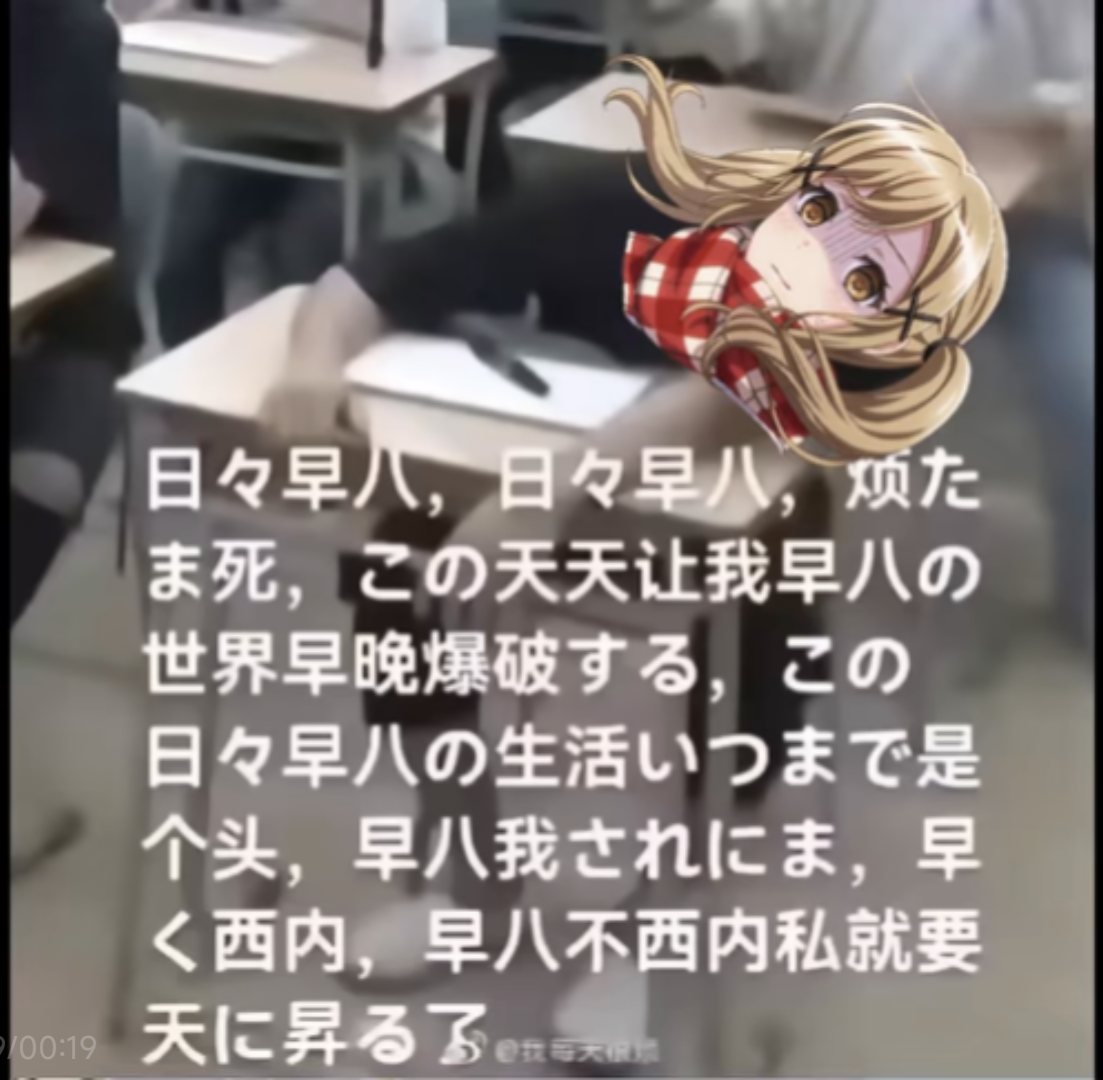 日々早八，日々早八，烦た
ま死，この天天让我早八の
世界早晚爆破する，この
日々早八の生活いつまで是
个头，早八我されにま，早
く西内，早八不西内私就要
天に昇る了
/00:19